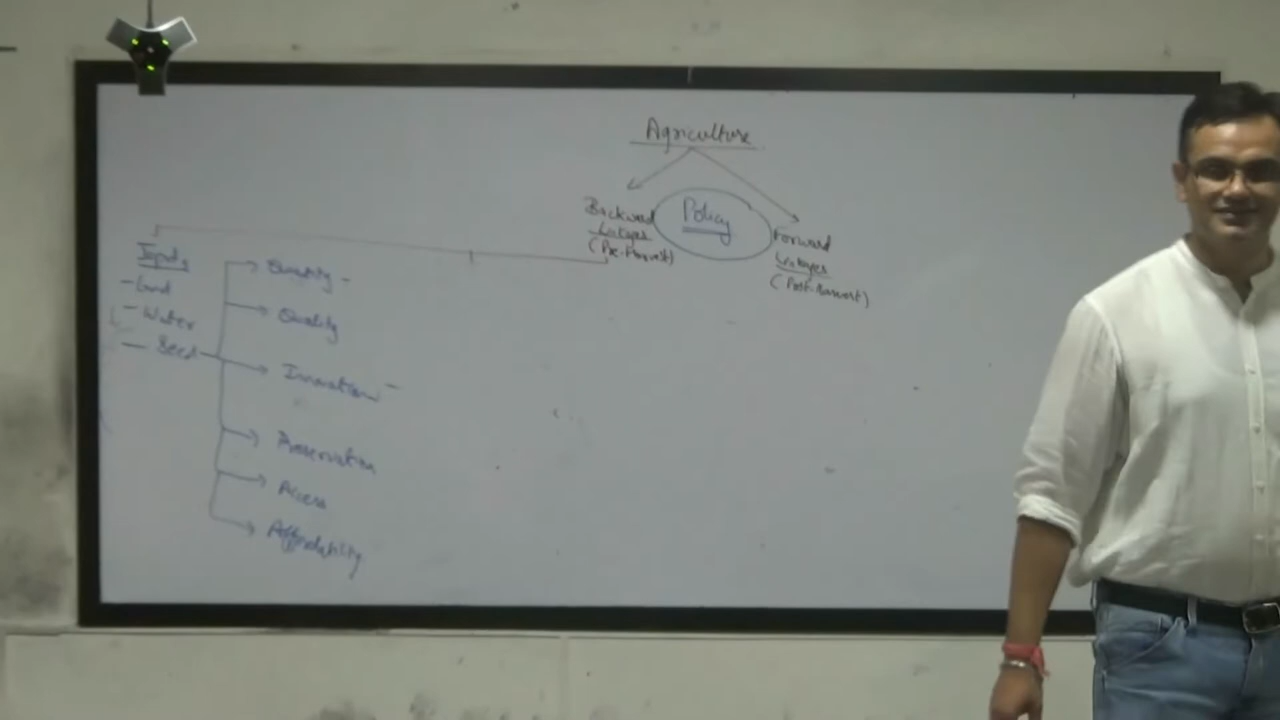 Agriculture
Backward
Linkages
(Pre-Harvest)
Policy
Forward
Linkages
(Post-Harvest)
Inputs
- Land
- Water
- Seed
Quantity -
Quality
Innovation -
Preservation
Access
Affordability